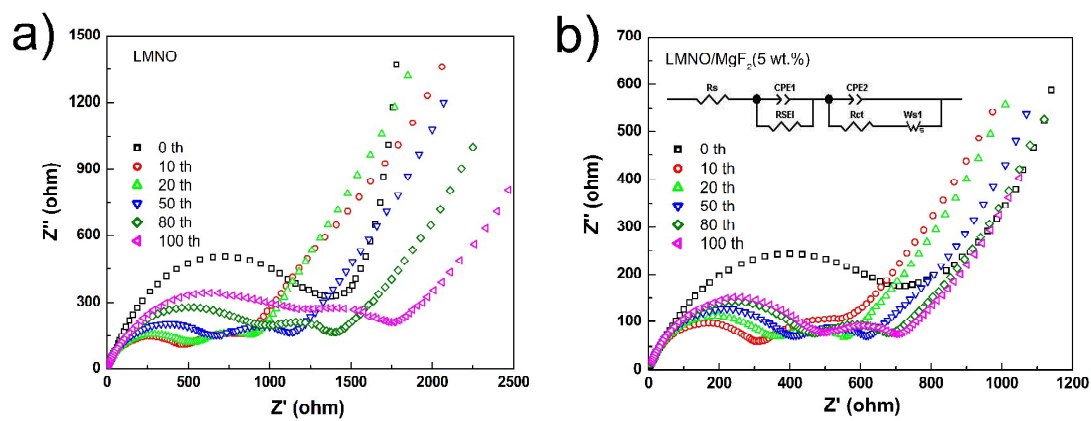 a)
LMNO
0 th
10 th
20 th
50 th
80 th
100 th
1500
1200
900
600
300
0
0
500
1000
1500
2000
2500
Z'' (ohm)
Z' (ohm)
b)
LMNO/MgF2(5 wt.%)
Rs
CPE1
CPE2
RSEI
Rct
Ws1
s
0 th
10 th
20 th
50 th
80 th
100 th
700
600
500
400
300
200
100
0
0
200
400
600
800
1000
1200
Z'' (ohm)
Z' (ohm)